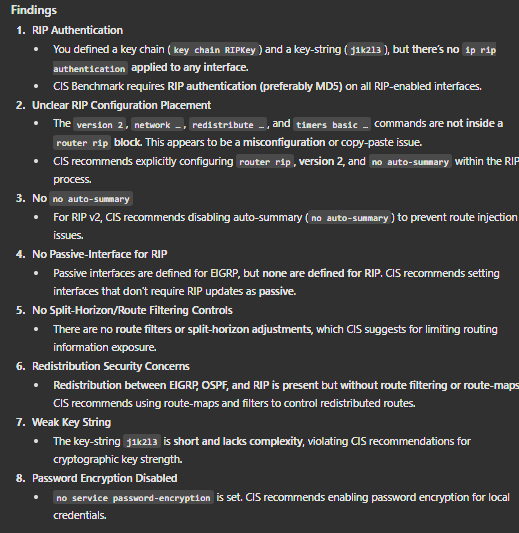 Findings
1. RIP Authentication
• You defined a key chain ( key chain RIPKey ) and a key-string ( j1k2l3 ), but there's no ip rip
authentication applied to any interface.
• CIS Benchmark requires RIP authentication (preferably MD5) on all RIP-enabled interfaces.
2. Unclear RIP Configuration Placement
• The version 2 , network … , redistribute … , and timers basic … commands are not inside a
router rip block. This appears to be a misconfiguration or copy-paste issue.
• CIS recommends explicitly configuring router rip , version 2, and no auto-summary within the RIP
process.
3. No no auto-summary
• For RIP v2, CIS recommends disabling auto-summary ( no auto-summary ) to prevent route injection
issues.
4. No Passive-Interface for RIP
• Passive interfaces are defined for EIGRP, but none are defined for RIP. CIS recommends setting
interfaces that don't require RIP updates as passive.
5. No Split-Horizon/Route Filtering Controls
• There are no route filters or split-horizon adjustments, which CIS suggests for limiting routing
information exposure.
6. Redistribution Security Concerns
• Redistribution between EIGRP, OSPF, and RIP is present but without route filtering or route-maps
CIS recommends using route-maps and filters to control redistributed routes.
7. Weak Key String
• The key-string j1k2l3 is short and lacks complexity, violating CIS recommendations for
cryptographic key strength.
8. Password Encryption Disabled
• no service password-encryption is set. CIS recommends enabling password encryption for local
credentials.